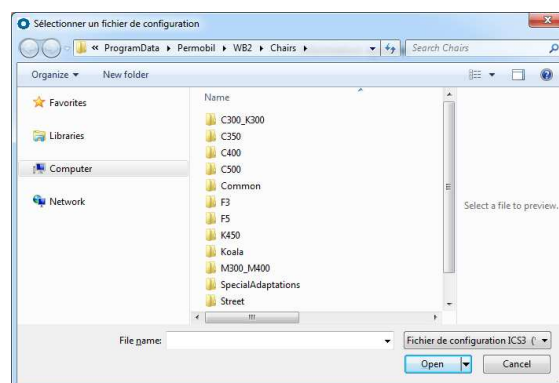 Sélectionner un fichier de configuration
« ProgramData Permobil WB2 Chairs Search Chairs
Organize New folder
Favorites
Libraries
Computer
Network
Name
C300_K300
C350
C400
C500
Common
F3
F5
K450
Koala
M300_M400
SpecialAdaptations
Street
Select a file to preview.
File name: Fichier de configuration ICS3 (
Open Cancel